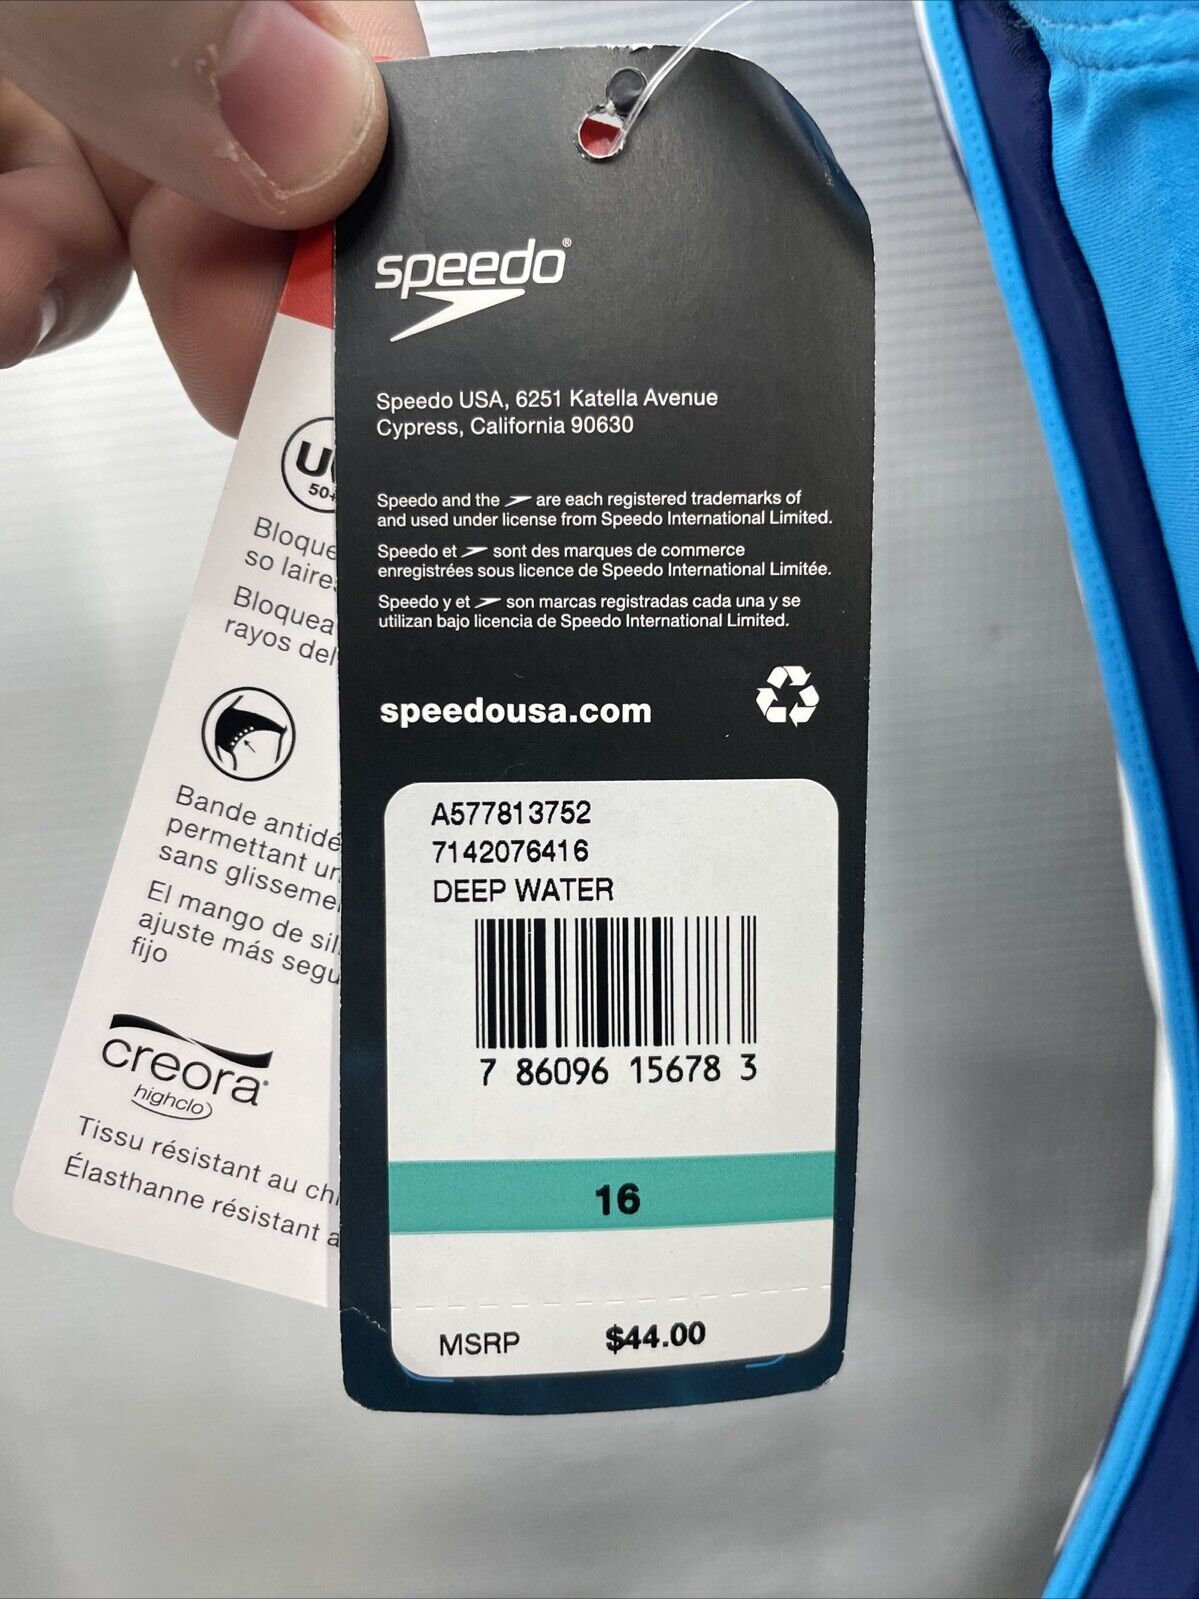 speedo®
Speedo USA, 6251 Katella Avenue
Cypress, California 90630
Speedo and the are each registered trademarks of
and used under license from Speedo International Limited.
Speedo et sont des marques de commerce
enregistrées sous licence de Speedo International Limitée.
Speedo y et son marcas registradas cada una y se
utilizan bajo licencia de Speedo International Limited.
speedousa.com
A577813752
7142076416
DEEP WATER
7 86096 15678 3
16
MSRP $44.00
50+
Bloque
so laires
Bloquea
rayos del
Bande antidé
permettant un
sans glisseme
El mango de sil
ajuste más segu
fijo
creora®
highclo
Tissu résistant au chl
Élasthanne résistant a